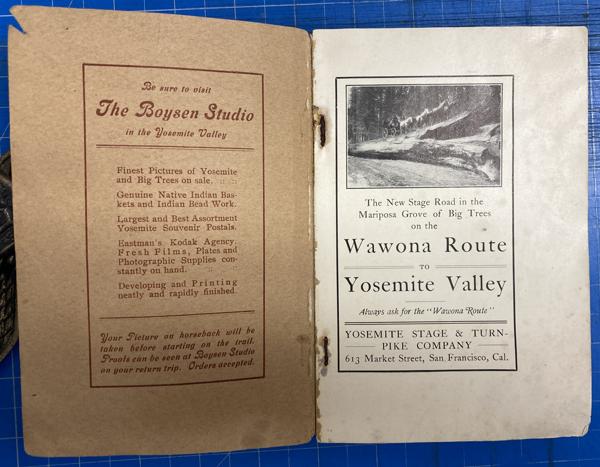 Be sure to visit
The Boysen Studio
in the Yosemite Valley
Finest Pictures of Yosemite
and Big Trees on sale.
Genuine Native Indian Bas-
kets and Indian Bead Work.
Largest and Best Assortment
Yosemite Souvenir Postals.
Eastman's Kodak Agency.
Fresh Films, Plates and
Photographic Supplies con-
stantly on hand.
Developing and Printing
neatly and rapidly finished.
Your Picture on horseback will be
taken before starting on the trail.
Proofs can be seen at Boysen Studio
on your return trip. Orders accepted.
The New Stage Road in the
Mariposa Grove of Big Trees
on the
Wawona Route
TO
Yosemite Valley
Always ask for the "Wawona Route"
YOSEMITE STAGE & TURN-
PIKE COMPANY
613 Market Street, San Francisco, Cal.